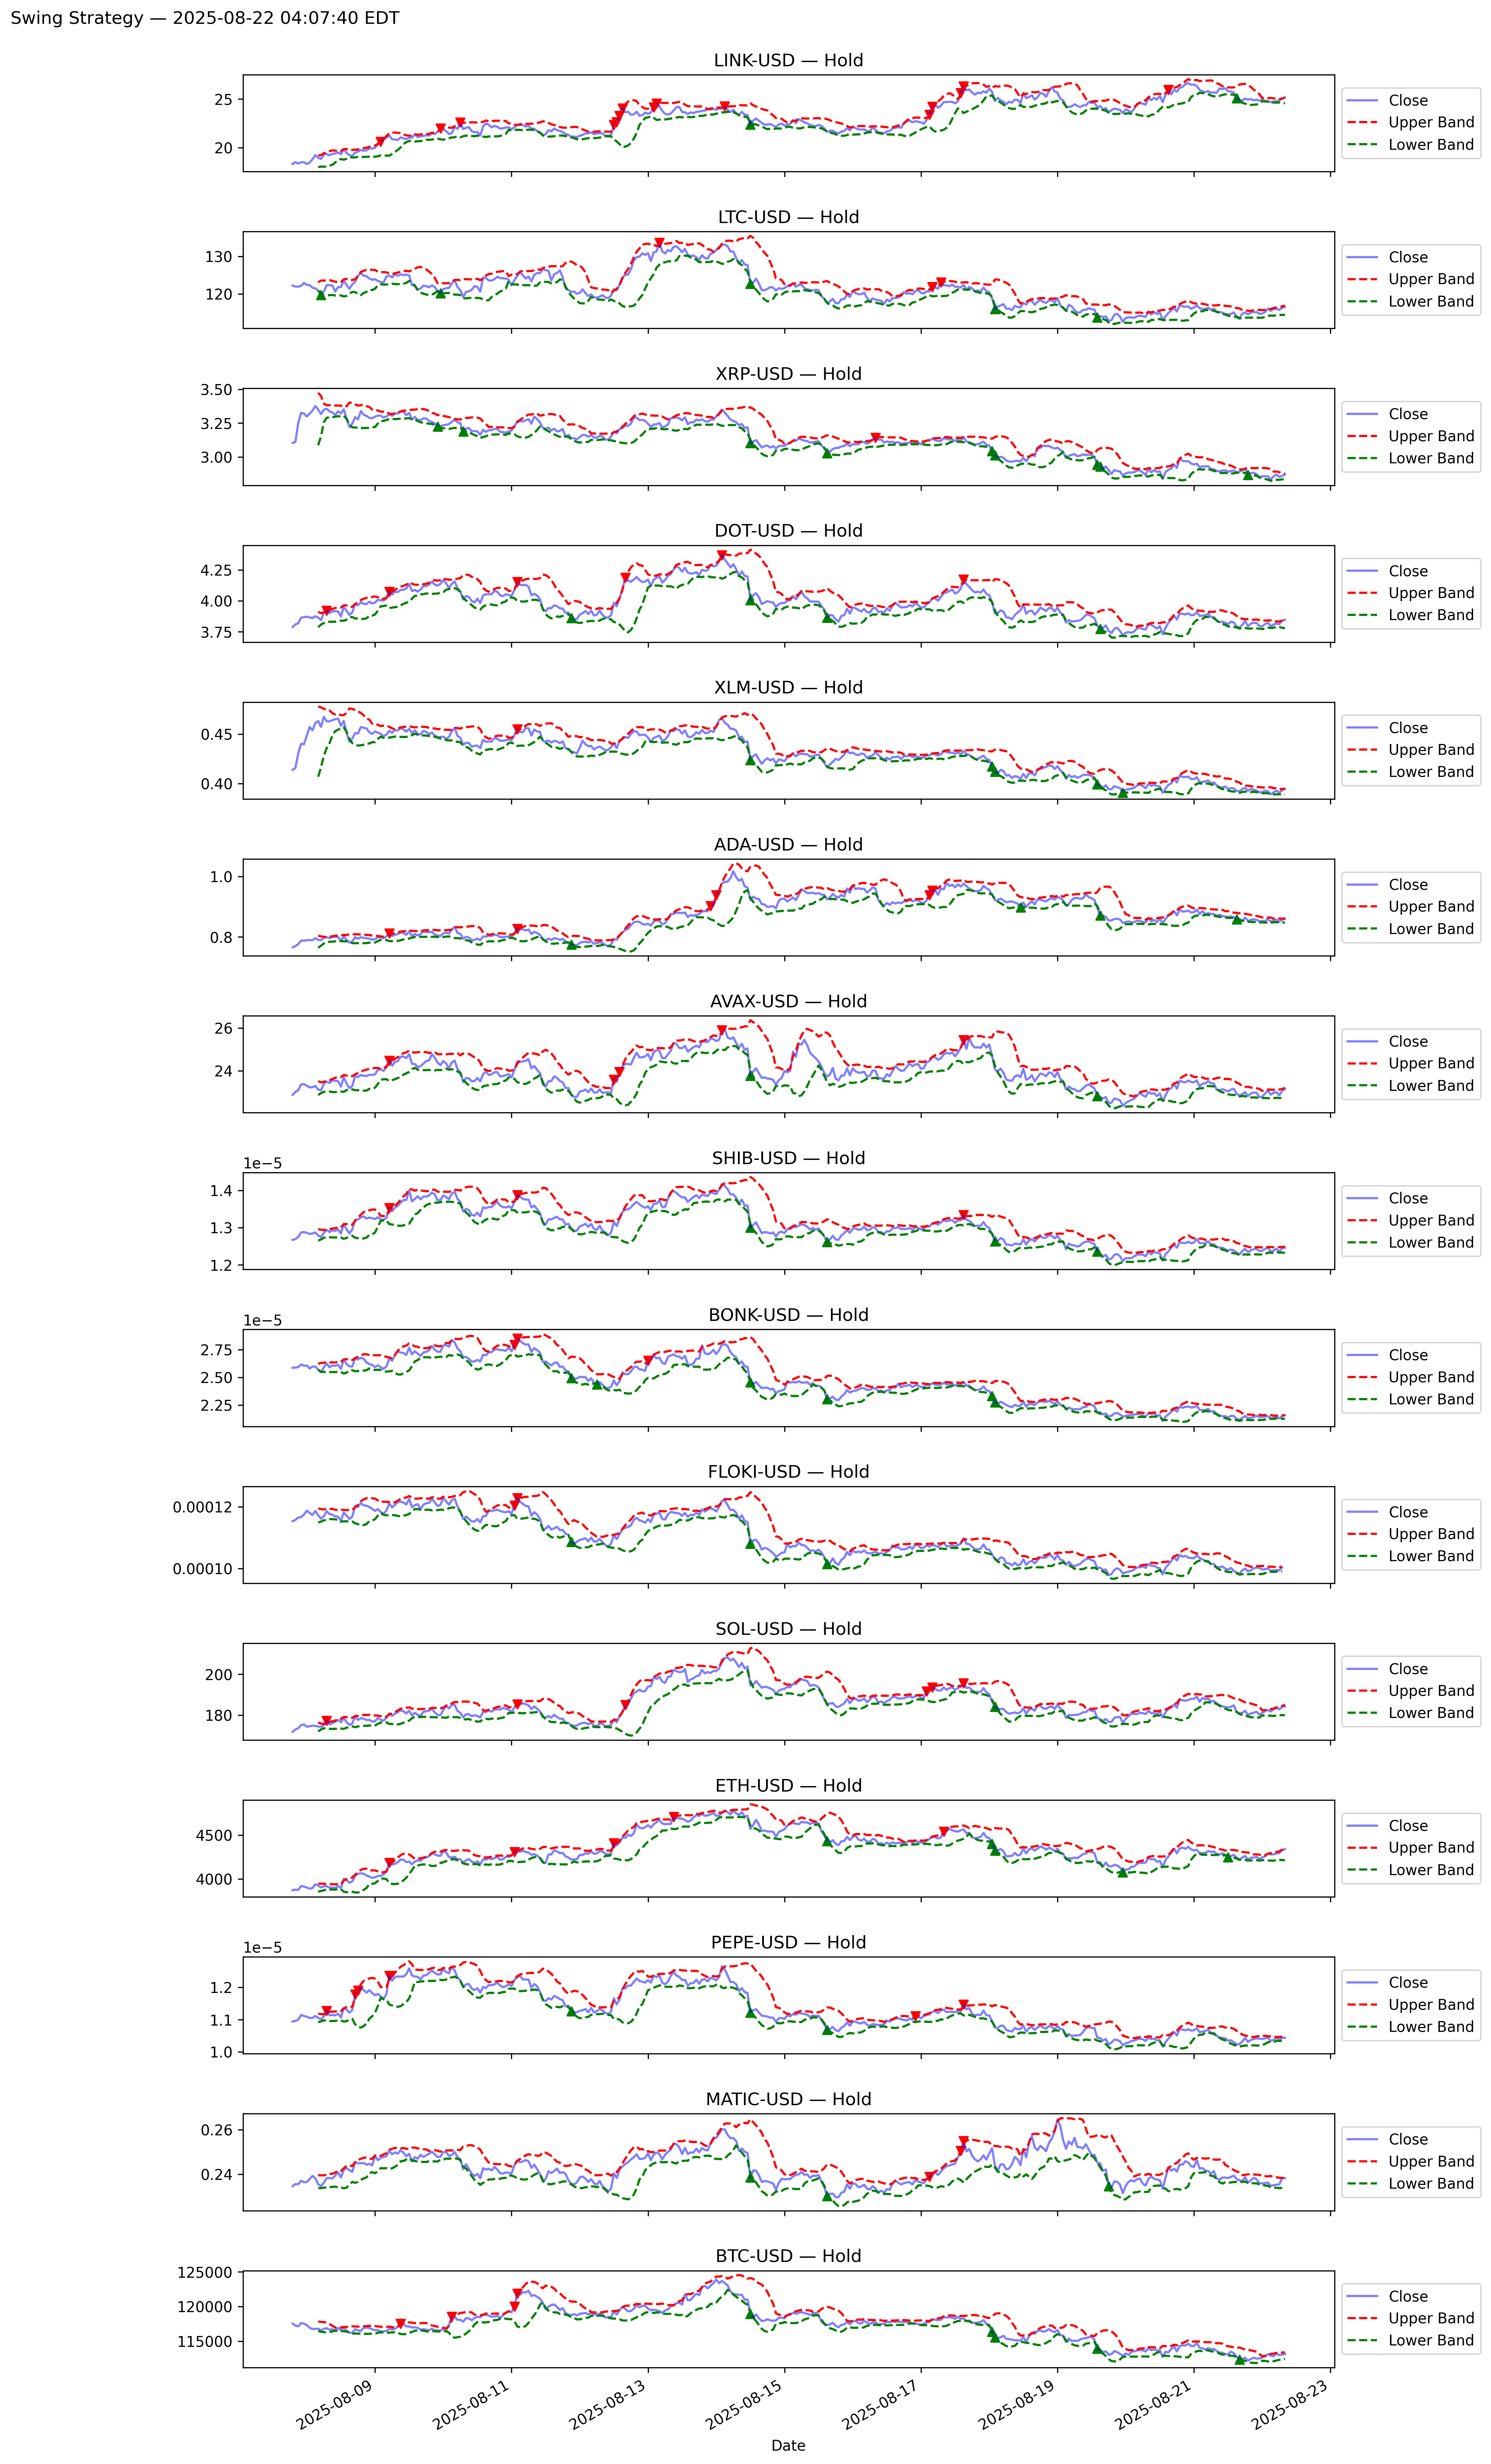 Swing Strategy — 2025-08-22 04:07:40 EDT
LINK-USD — Hold
25
20
Close
Upper Band
Lower Band
LTC-USD — Hold
130
120
Close
Upper Band
Lower Band
XRP-USD — Hold
3.50
3.25
3.00
Close
Upper Band
Lower Band
DOT-USD — Hold
4.25
4.00
3.75
Close
Upper Band
Lower Band
XLM-USD — Hold
0.45
0.40
Close
Upper Band
Lower Band
ADA-USD — Hold
1.0
0.8
Close
Upper Band
Lower Band
AVAX-USD — Hold
26
24
Close
Upper Band
Lower Band
SHIB-USD — Hold
1e−5
1.4
1.3
1.2
Close
Upper Band
Lower Band
BONK-USD — Hold
1e−5
2.75
2.50
2.25
Close
Upper Band
Lower Band
FLOKI-USD — Hold
0.00012
0.00010
Close
Upper Band
Lower Band
SOL-USD — Hold
200
180
Close
Upper Band
Lower Band
ETH-USD — Hold
4500
4000
Close
Upper Band
Lower Band
PEPE-USD — Hold
1e−5
1.2
1.1
1.0
Close
Upper Band
Lower Band
MATIC-USD — Hold
0.26
0.24
Close
Upper Band
Lower Band
BTC-USD — Hold
125000
120000
115000
Close
Upper Band
Lower Band
2025-08-09
2025-08-11
2025-08-13
2025-08-15
2025-08-17
2025-08-19
2025-08-21
2025-08-23
Date